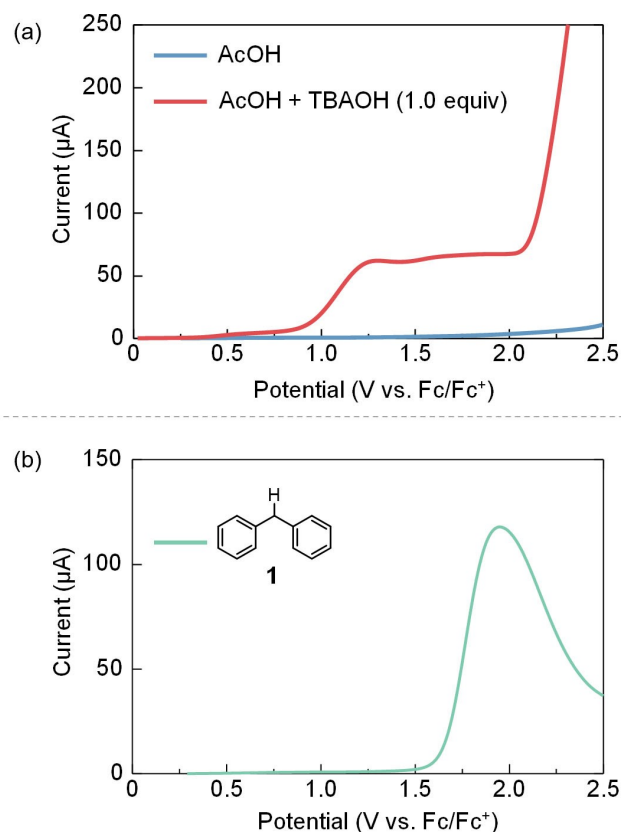 (a)
250
200
150
100
50
0
Current (μA)
AcOH
AcOH + TBAOH (1.0 equiv)
0
0.5
1.0
1.5
2.0
2.5
Potential (V vs. Fc/Fc⁺)
(b)
150
100
50
0
Current (μA)
H
1
0
0.5
1.0
1.5
2.0
2.5
Potential (V vs. Fc/Fc⁺)